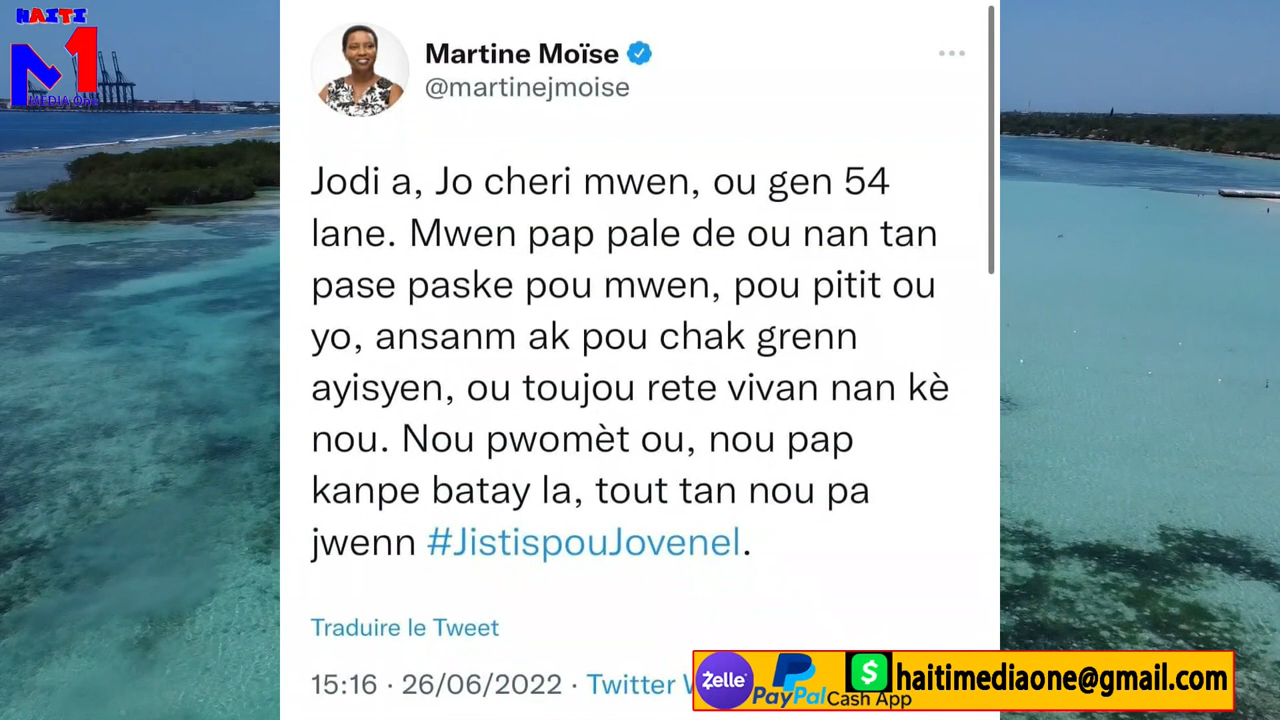 HAITI
M1
MEDIA.ONE
Martine Moïse
@martinejmoise
Jodi a, Jo cheri mwen, ou gen 54
lane. Mwen pap pale de ou nan tan
pase paske pou mwen, pou pitit ou
yo, ansanm ak pou chak grenn
ayisyen, ou toujou rete vivan nan kè
nou. Nou pwomèt ou, nou pap
kanpe batay la, tout tan nou pa
jwenn #JistispouJovenel.
Traduire le Tweet
15:16 · 26/06/2022 · Twitter
Zelle PayPal $ Cash App haitimediaone@gmail.com